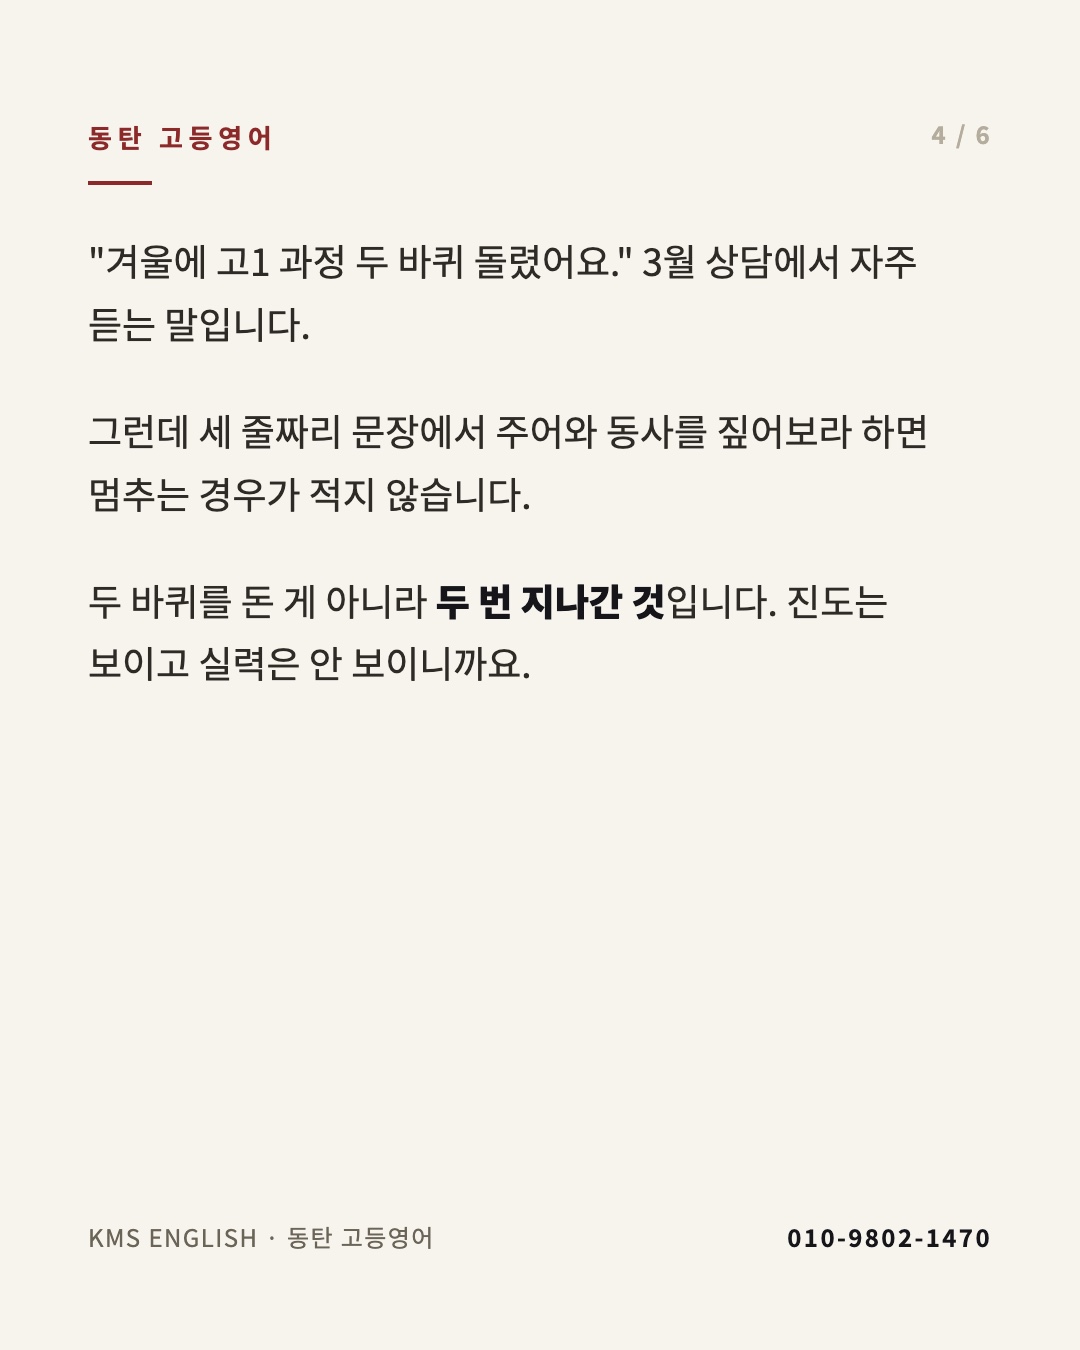 동탄 고등영어
4 / 6
"겨울에 고1 과정 두 바퀴 돌렸어요." 3월 상담에서 자주
듣는 말입니다.
그런데 세 줄짜리 문장에서 주어와 동사를 짚어보라 하면
멈추는 경우가 적지 않습니다.
두 바퀴를 돈 게 아니라 두 번 지나간 것입니다. 진도는
보이고 실력은 안 보이니까요.
KMS ENGLISH · 동탄 고등영어
010-9802-1470